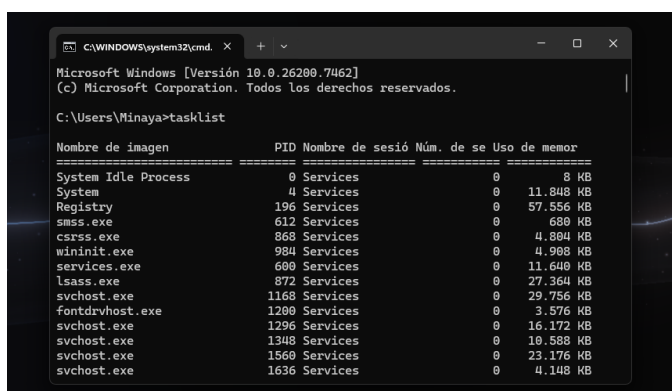 C:\WINDOWS\system32\cmd.
Microsoft Windows [Versión 10.0.26200.7462]
(c) Microsoft Corporation. Todos los derechos reservados.
C:\Users\Minaya>tasklist
Nombre de imagen PID Nombre de sesió Núm. de se Uso de memor
========================= ======== ================ =========== ============
System Idle Process 0 Services 0 8 KB
System 4 Services 0 11.848 KB
Registry 196 Services 0 57.556 KB
smss.exe 612 Services 0 680 KB
csrss.exe 868 Services 0 4.804 KB
wininit.exe 984 Services 0 4.908 KB
services.exe 600 Services 0 11.640 KB
lsass.exe 872 Services 0 27.364 KB
svchost.exe 1168 Services 0 29.756 KB
fontdrvhost.exe 1200 Services 0 3.576 KB
svchost.exe 1296 Services 0 16.172 KB
svchost.exe 1348 Services 0 10.588 KB
svchost.exe 1560 Services 0 23.176 KB
svchost.exe 1636 Services 0 4.148 KB